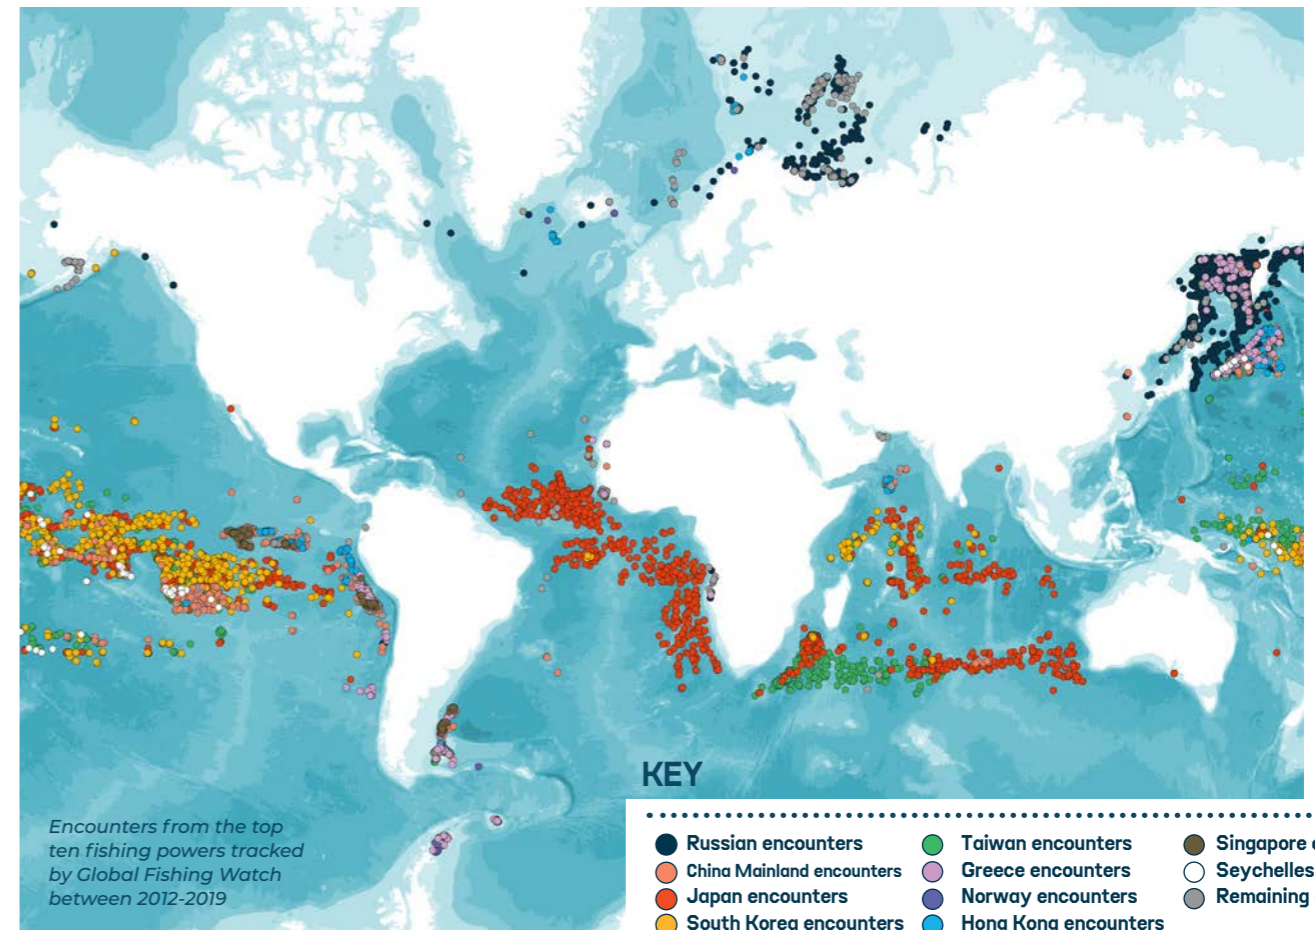 KEY
Encounters from the top
ten fishing powers tracked
by Global Fishing Watch
between 2012-2019
Russian encounters
China Mainland encounters
Japan encounters
South Korea encounters
Taiwan encounters
Greece encounters
Norway encounters
Hong Kong encounters
Singapore e
Seychelles
Remaining